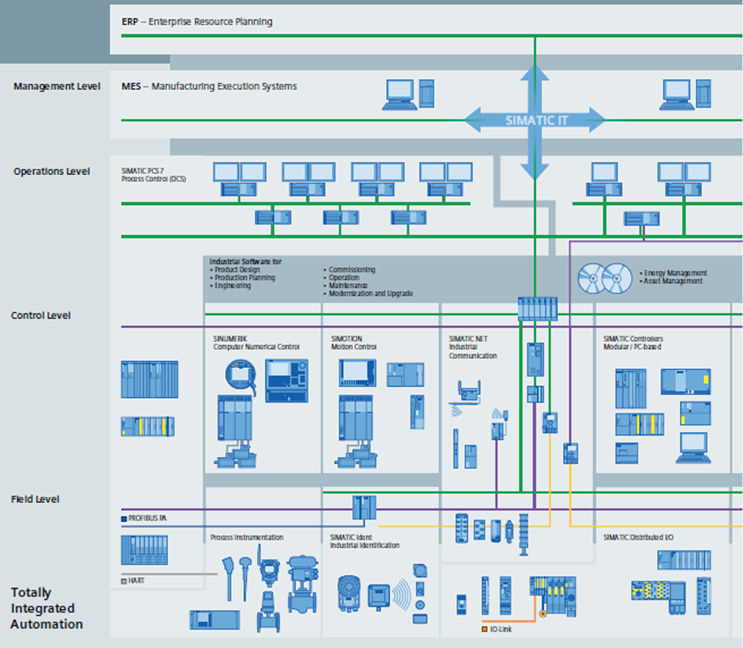 ERP – Enterprise Resource Planning
Management Level
MES – Manufacturing Execution Systems
SIMATIC IT
Operations Level
SIMATIC PCS 7
Process Control (DCS)
Industrial Software for
• Product Design
• Production Planning
• Engineering
• Commissioning
• Operation
• Maintenance
• Modernization and Upgrade
• Energy Management
• Asset Management
Control Level
SINUMERIK
Computer Numerical Control
SIMOTION
Motion Control
SIMATIC NET
Industrial
Communication
SIMATIC Controllers
Modular / PC-based
Field Level
PROFIBUS PA
Process Instrumentation
SIMATIC Ident
Industrial Identification
SIMATIC Distributed I/O
HART
Totally
Integrated
Automation
IO-Link